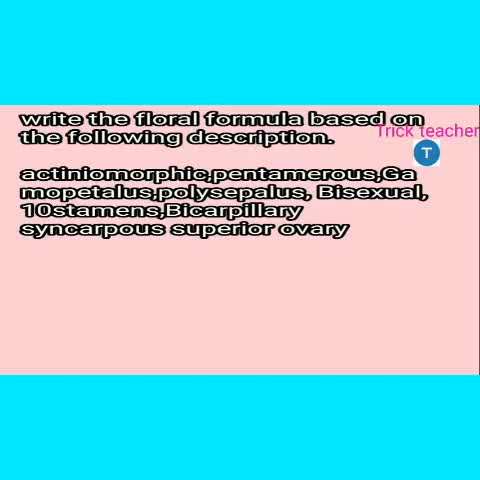 write the floral formula based on
the following description.
Trick teacher
T
actiniomorphic,pentamerous,Ga
mopetalus,polysepalus, Bisexual,
10stamens,Bicarpillary
syncarpous superior ovary